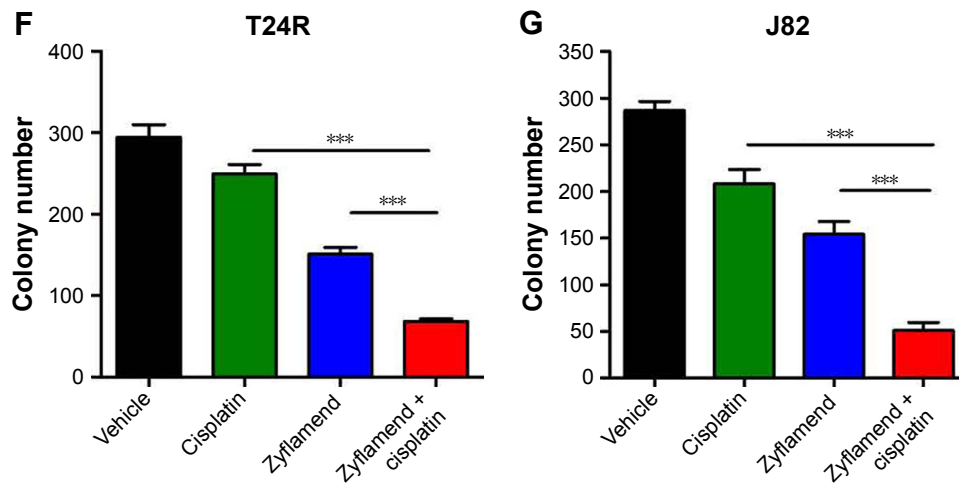 F
T24R
Colony number
400
300
200
100
0
***
***
Vehicle
Cisplatin
Zyflamend
Zyflamend +
cisplatin
G
J82
Colony number
350
300
250
200
150
100
50
0
***
***
Vehicle
Cisplatin
Zyflamend
Zyflamend +
cisplatin